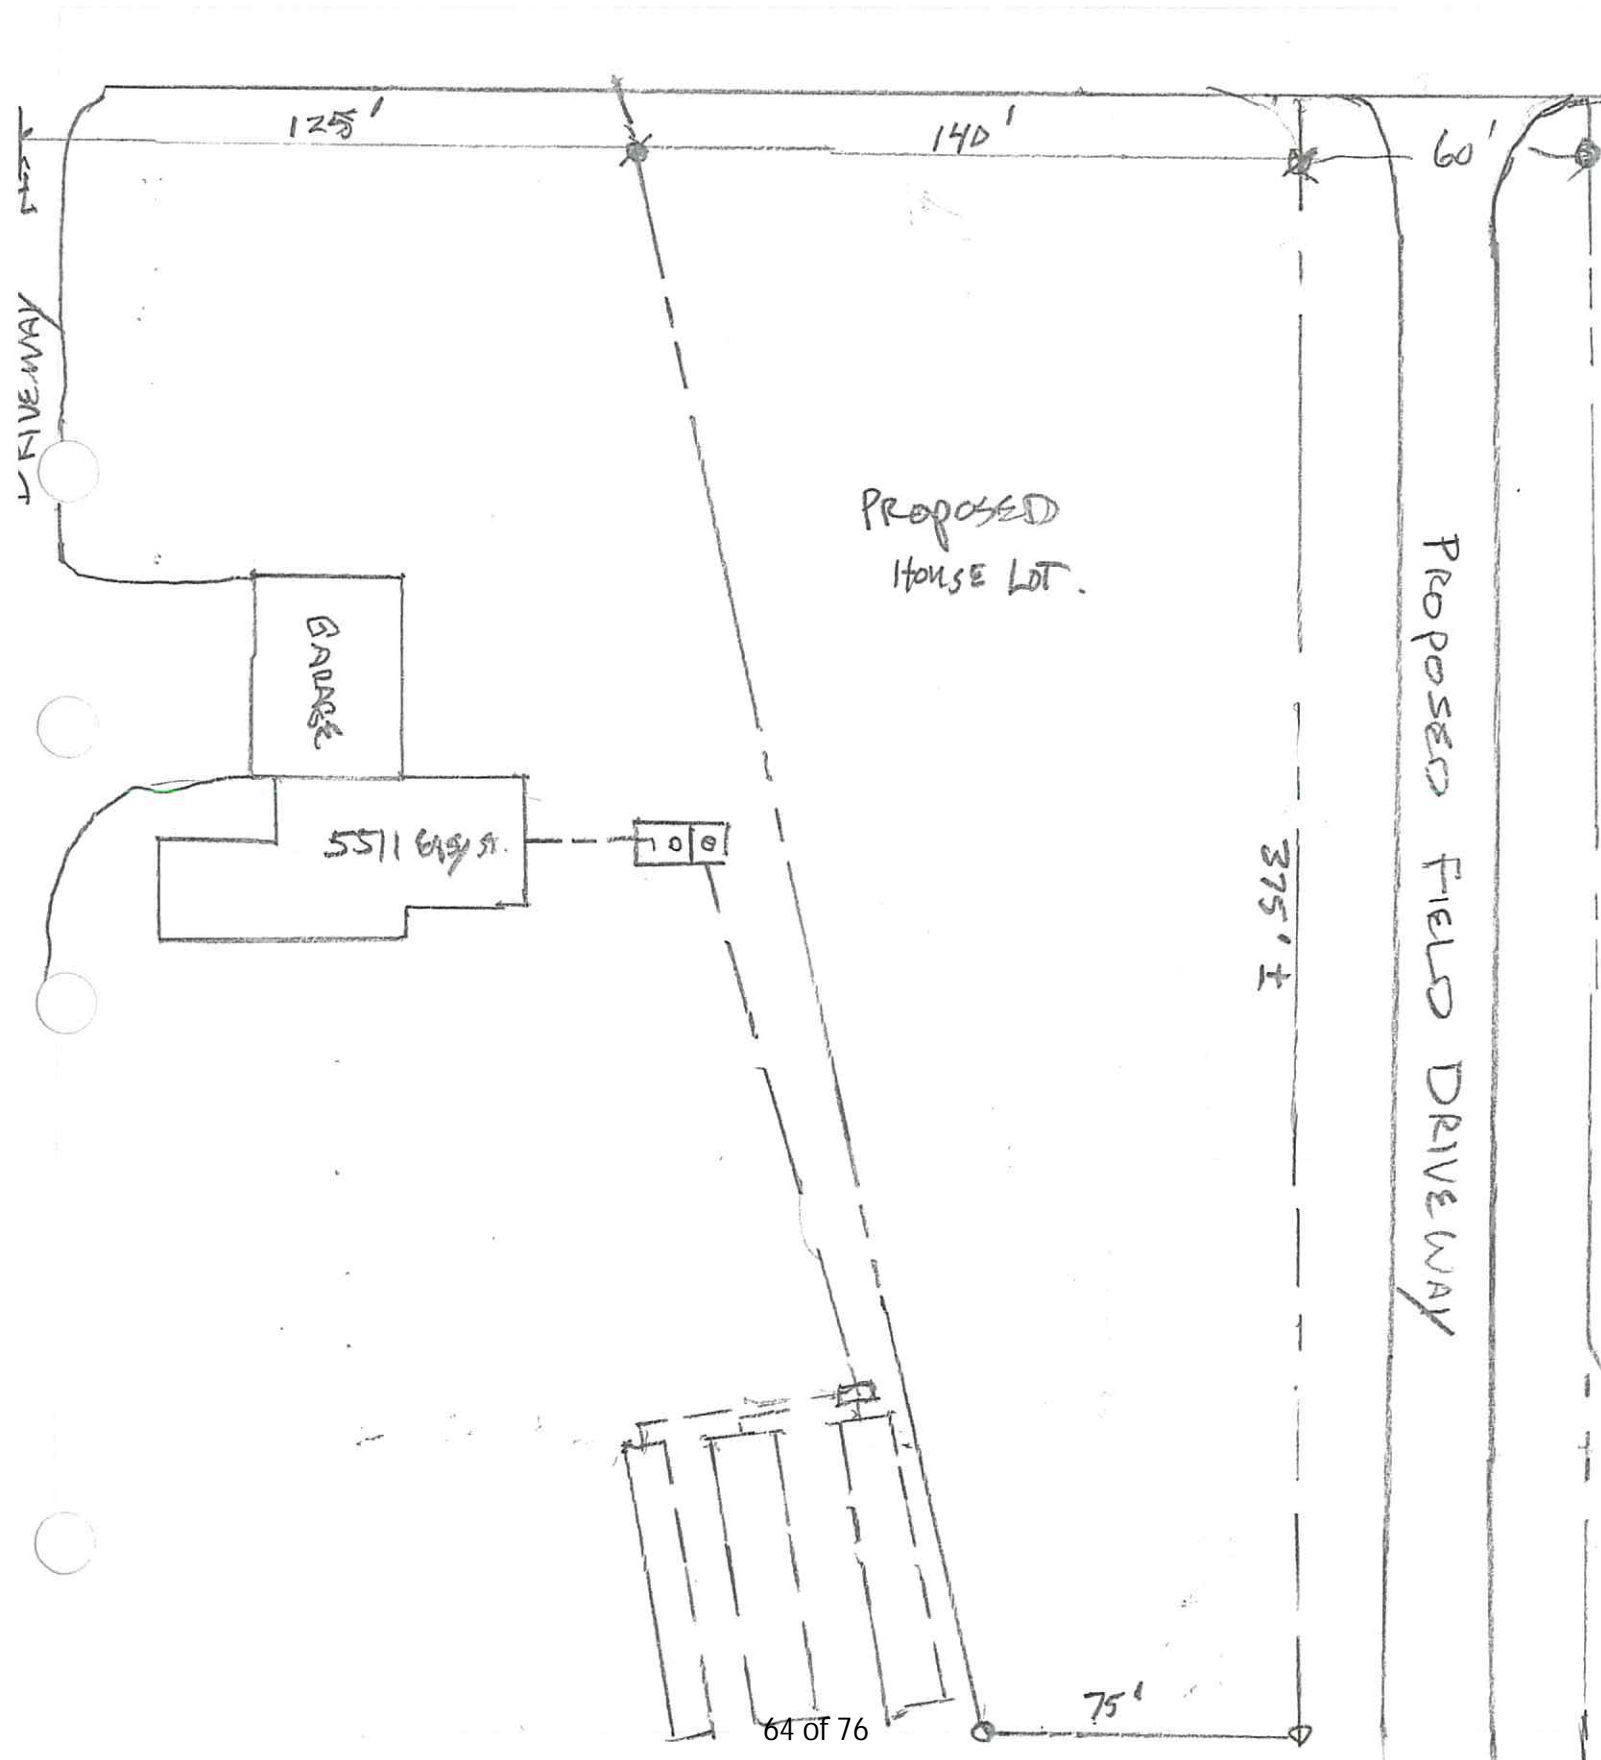 125'
140'
60'
DRIVEWAY
PROPOSED
HOUSE LOT.
PROPOSED FIELD DRIVEWAY
GARAGE
5511
375' ±
75'
64 of 76